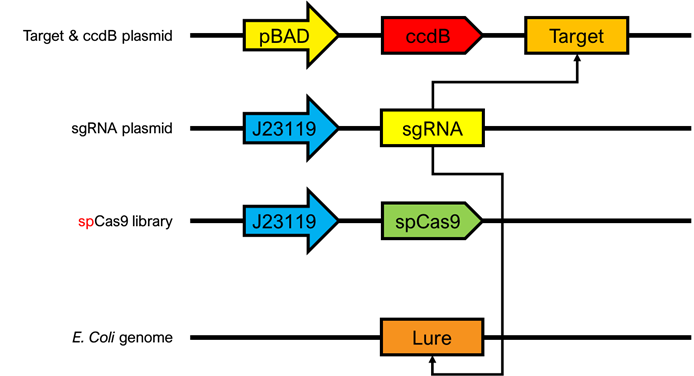 Target & ccdB plasmid pBAD ccdB Target
sgRNA plasmid J23119 sgRNA
spCas9 library J23119 spCas9
E. Coli genome Lure